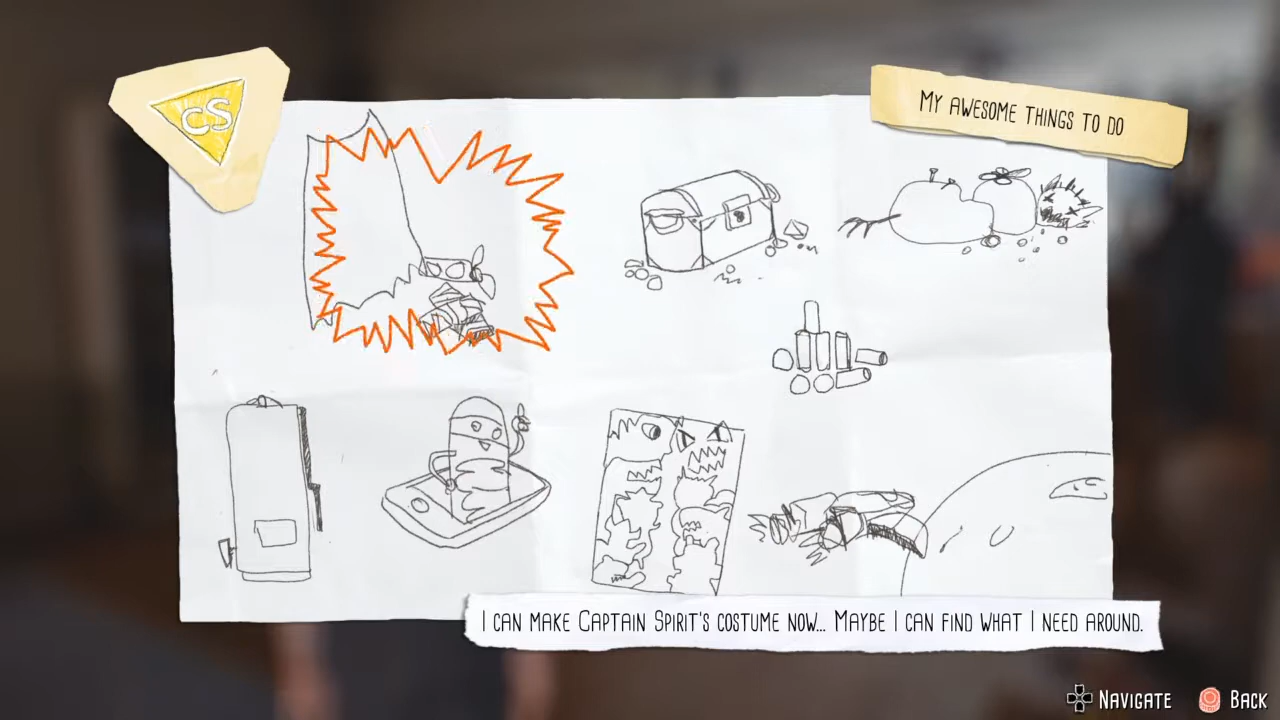 CS
My awesome things to do
I can make Captain Spirit's costume now... Maybe I can find what I need around.
Navigate
Back